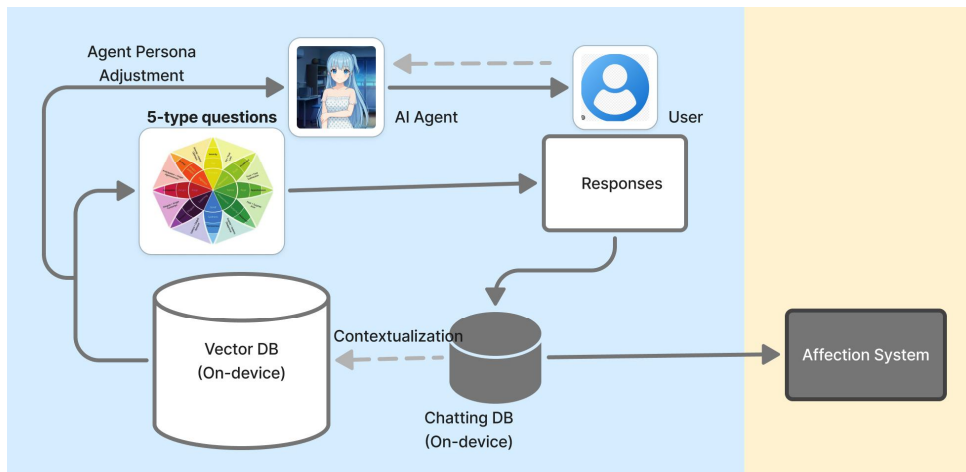 Agent Persona
Adjustment
5-type questions
AI Agent
User
Responses
Contextualization
Vector DB
(On-device)
Chatting DB
(On-device)
Affection System